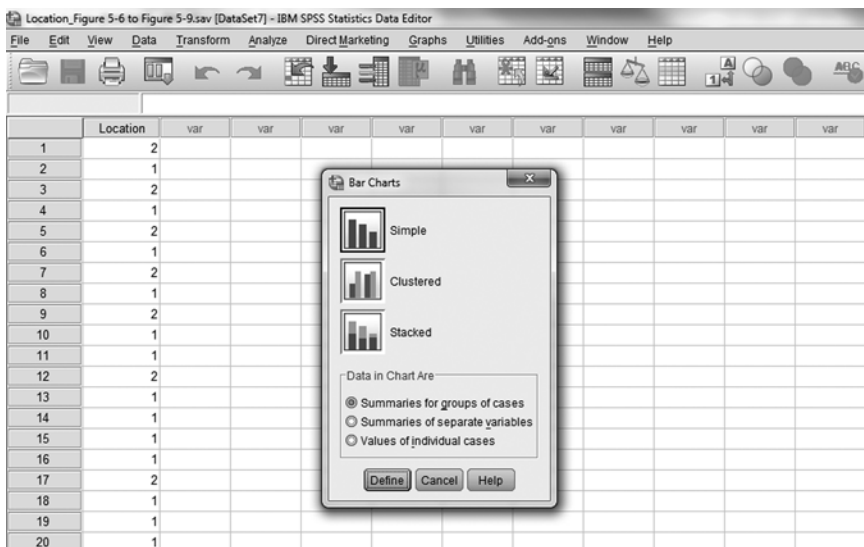 Location_Figure 5-6 to Figure 5-9.sav [DataSet7] - IBM SPSS Statistics Data Editor
File Edit View Data Transform Analyze Direct Marketing Graphs Utilities Add-ons Window Help
A
14
ABC
Location var var var var var var var var var var
1 2
2 1
3 2
4 1
5 2
6 1
7 2
8 1
9 2
10 1
11 1
12 2
13 1
14 1
15 1
16 1
17 2
18 1
19 1
20 1
Bar Charts
Simple
Clustered
Stacked
Data in Chart Are
Summaries for groups of cases
Summaries of separate variables
Values of individual cases
Define Cancel Help